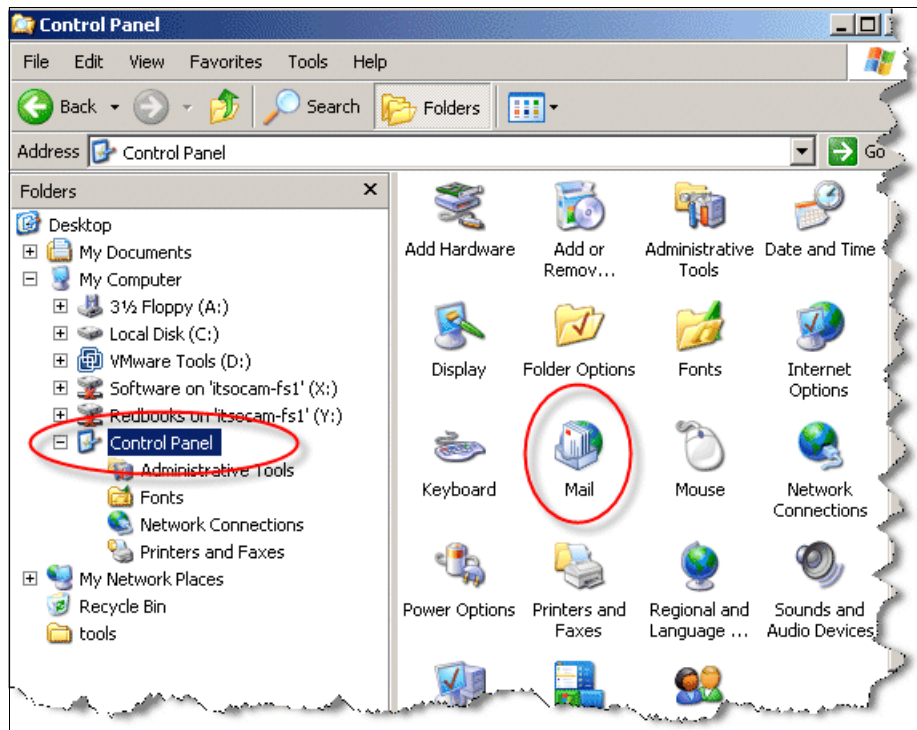 Control Panel
File Edit View Favorites Tools Help
Back Search Folders
Address Control Panel Go
Folders
Desktop
My Documents
My Computer
3½ Floppy (A:)
Local Disk (C:)
VMware Tools (D:)
Software on 'itsocam-fs1' (X:)
Redbooks on 'itsocam-fs1' (Y:)
Control Panel
Administrative Tools
Fonts
Network Connections
Printers and Faxes
My Network Places
Recycle Bin
tools
Add Hardware Add or Administrative Date and Time
Remov... Tools
Display Folder Options Fonts Internet
Options
Keyboard Mail Mouse Network
Connections
Power Options Printers and Regional and Sounds and
Faxes Language ... Audio Devices